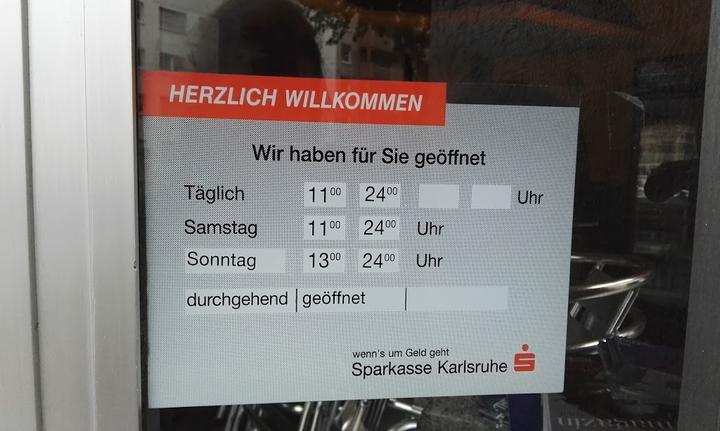 HERZLICH WILLKOMMEN
Wir haben für Sie geöffnet
Täglich 11⁰⁰ 24⁰⁰ Uhr
Samstag 11⁰⁰ 24⁰⁰ Uhr
Sonntag 13⁰⁰ 24⁰⁰ Uhr
durchgehend geöffnet
wenn's um Geld geht
Sparkasse Karlsruhe